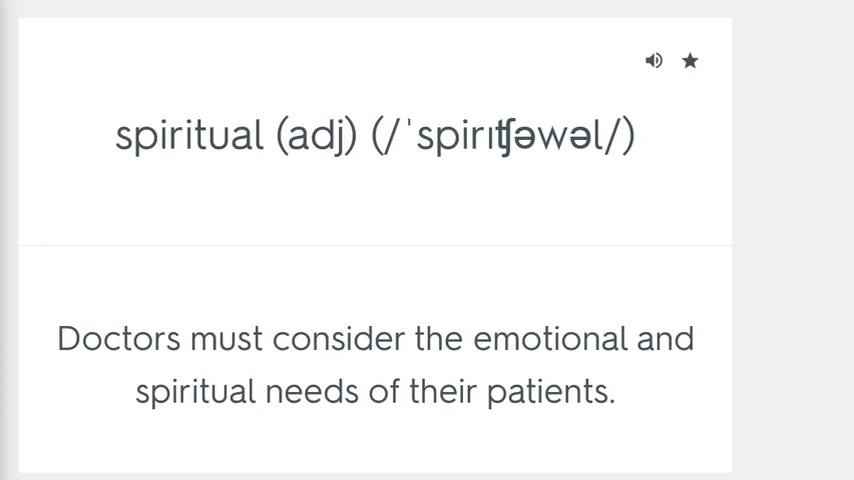 spiritual (adj) (/ˈspirɪʧəwəl/)
Doctors must consider the emotional and
spiritual needs of their patients.